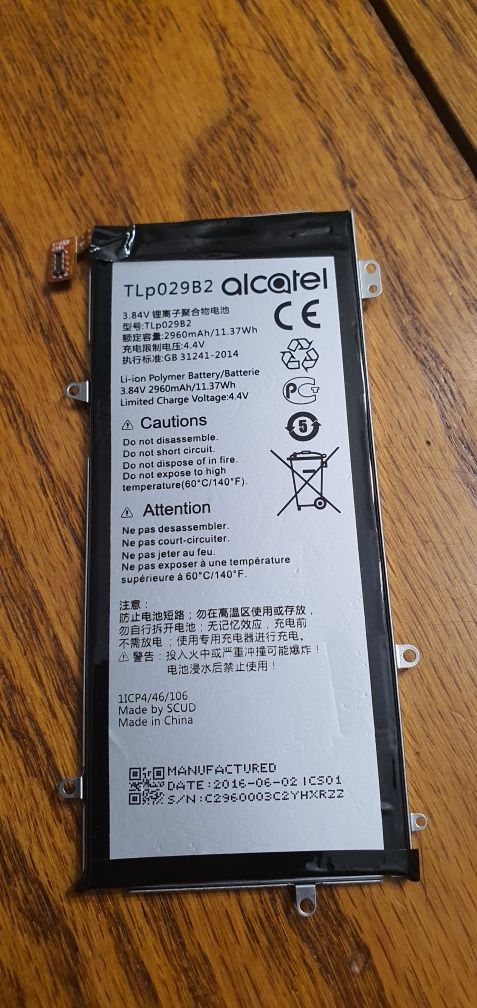 TLp029B2 alcatel
3.84V 锂离子聚合物电池
型号:TLp029B2
额定容量:2960mAh/11.37Wh
充电限制电压:4.4V
执行标准:GB 31241-2014
CE
Li-ion Polymer Battery/Batterie
3.84V 2960mAh/11.37Wh
Limited Charge Voltage:4.4V
5
Cautions
Do not disassemble.
Do not short circuit.
Do not dispose of in fire.
Do not expose to high
temperature(60°C/140°F).
Attention
Ne pas desassembler.
Ne pas court-circuiter.
Ne pas jeter au feu.
Ne pas exposer à une température
supérieure à 60°C/140°F.
注意:
防止电池短路;勿在高温区使用或存放,
勿自行拆开电池;无记忆效应,充电前
不需放电;使用专用充电器进行充电。
警告:投入火中或严重冲撞可能爆炸!
电池浸水后禁止使用!
1ICP4/46/106
Made by SCUD
Made in China
MANUFACTURED
DATE:2016-06-02 ICS01
S/N:C2960003C2YHXRZZ